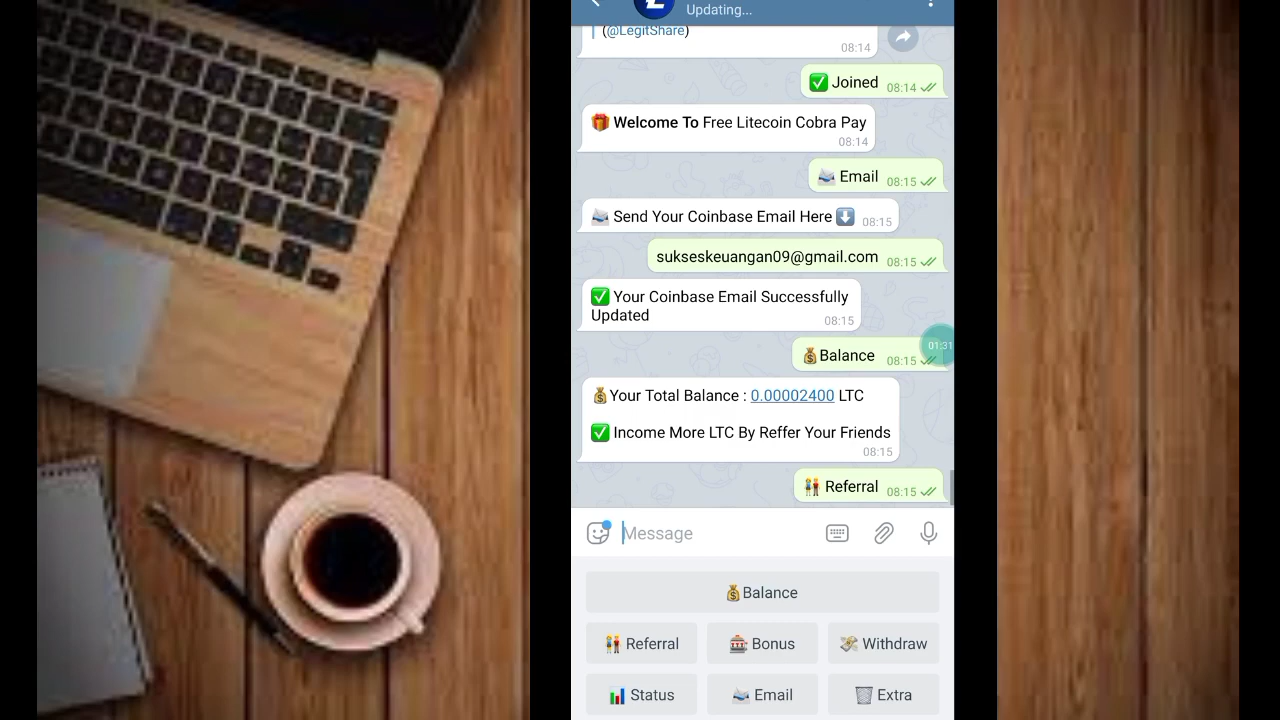 Updating...
(@LegitShare)
08:14
✅ Joined 08:14
🎁 Welcome To Free Litecoin Cobra Pay
08:14
📨 Email 08:15
📨 Send Your Coinbase Email Here ⬇️ 08:15
sukseskeuangan09@gmail.com 08:15
✅ Your Coinbase Email Successfully
Updated 08:15
01:31
💰Balance 08:15
💰Your Total Balance : 0.00002400 LTC
✅ Income More LTC By Reffer Your Friends
08:15
👭 Referral 08:15
Message
💰Balance
👭 Referral 🎰 Bonus 💸 Withdraw
📊 Status 📨 Email 🗑 Extra